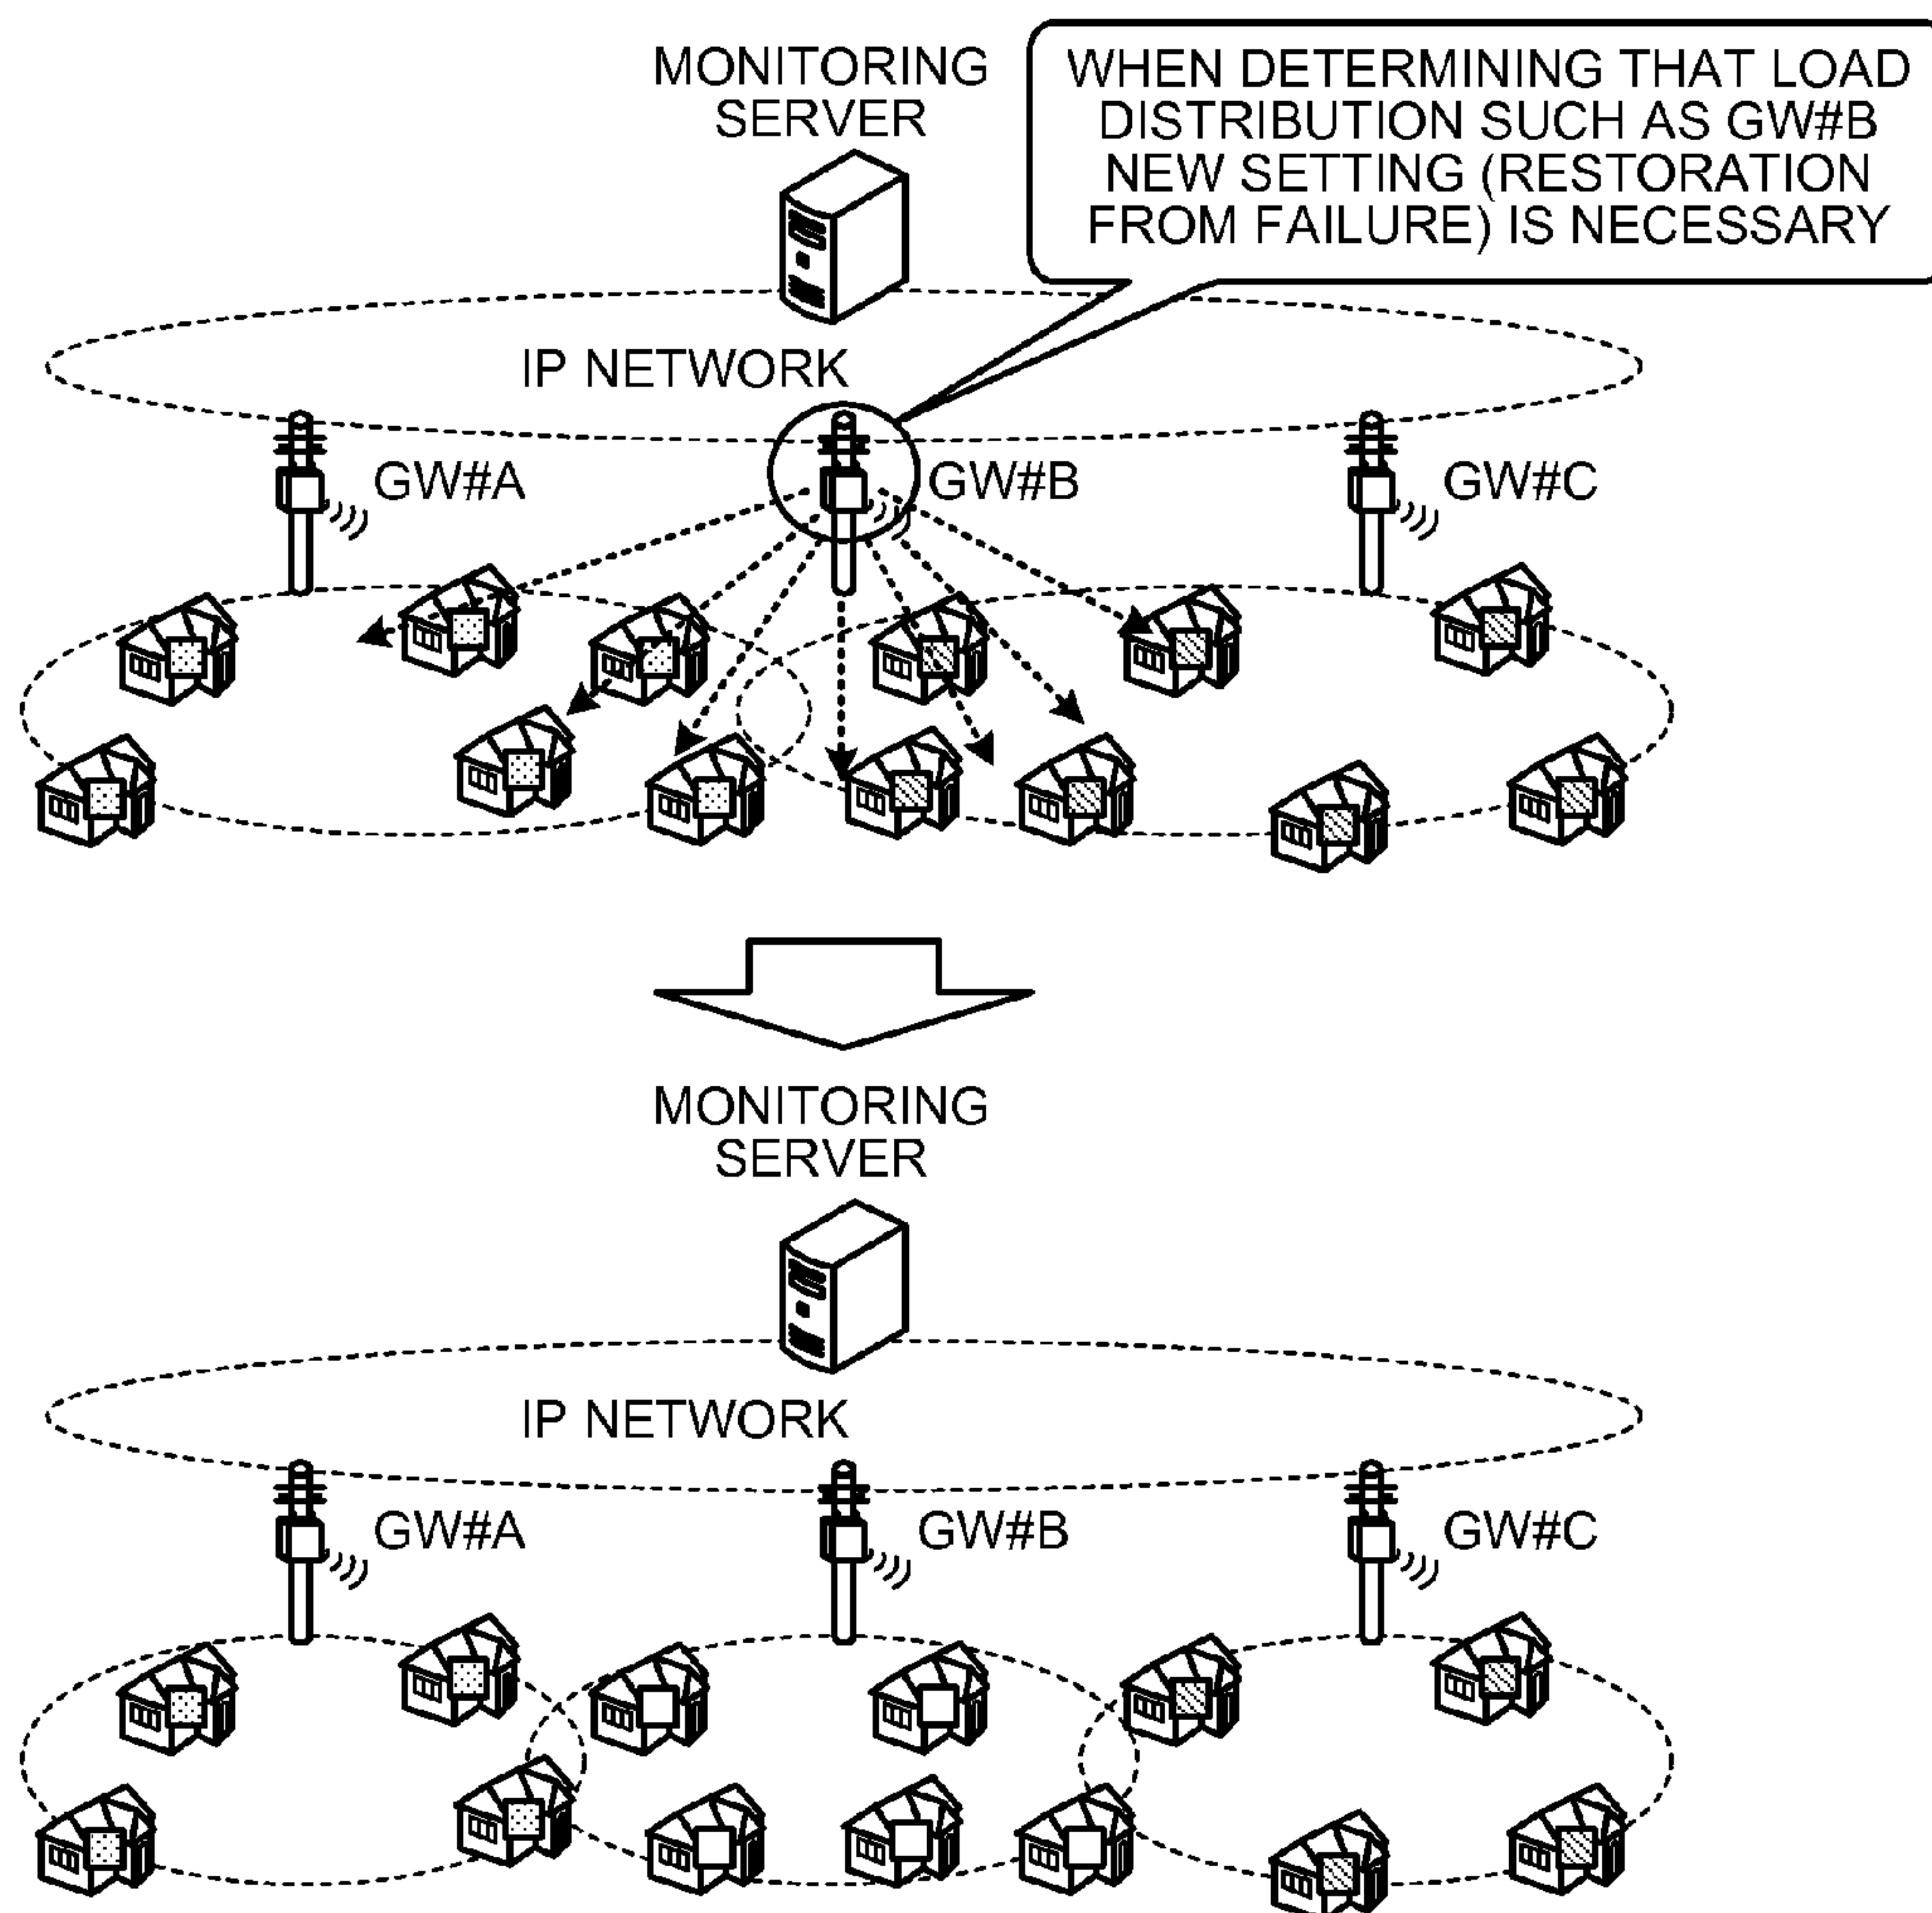 MONITORING
SERVER
WHEN DETERMINING THAT LOAD
DISTRIBUTION SUCH AS GW#B
NEW SETTING (RESTORATION
FROM FAILURE) IS NECESSARY
IP NETWORK
GW#A
GW#B
GW#C
MONITORING
SERVER
IP NETWORK
GW#A
GW#B
GW#C